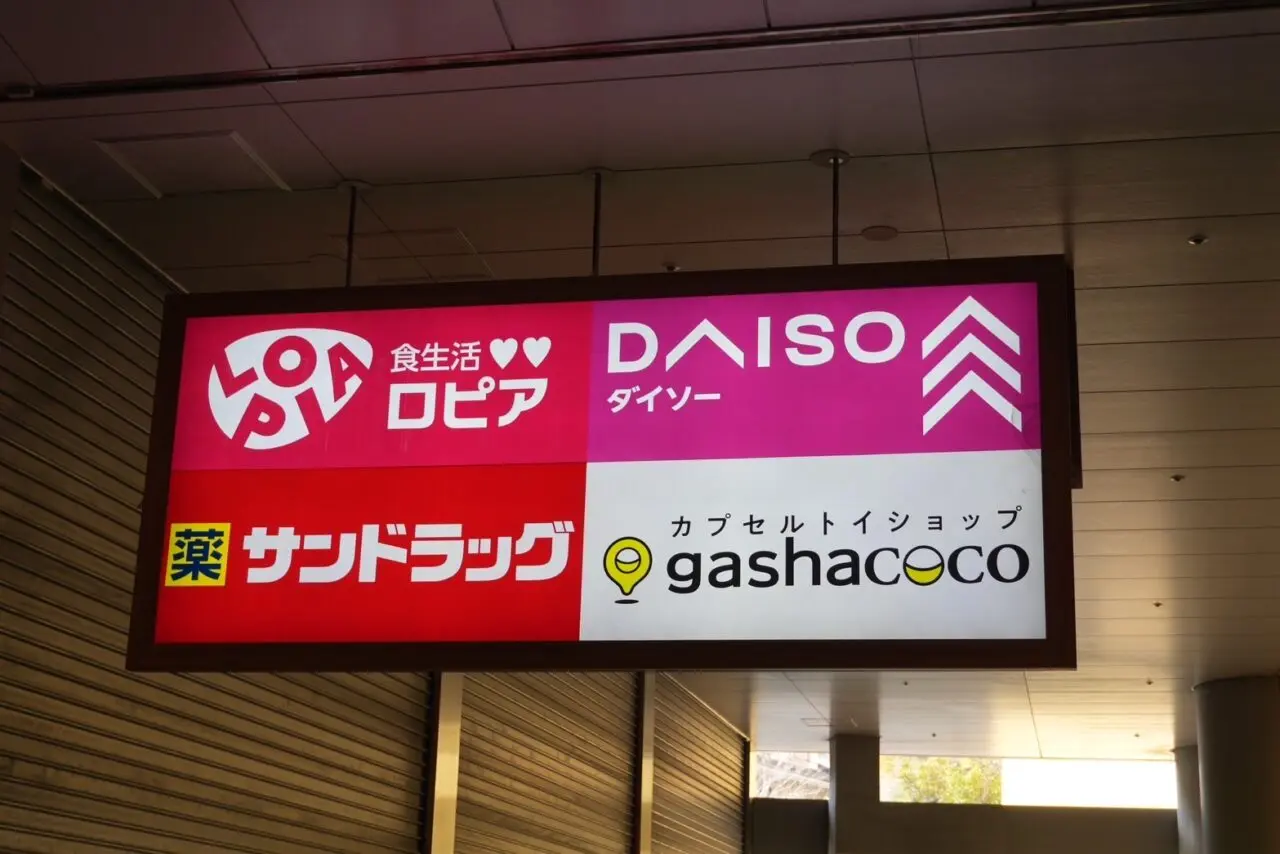 LOPIA
食生活♥♥
ロピア
DAISO
ダイソー
薬 サンドラッグ
カプセルトイショップ
gashacoco